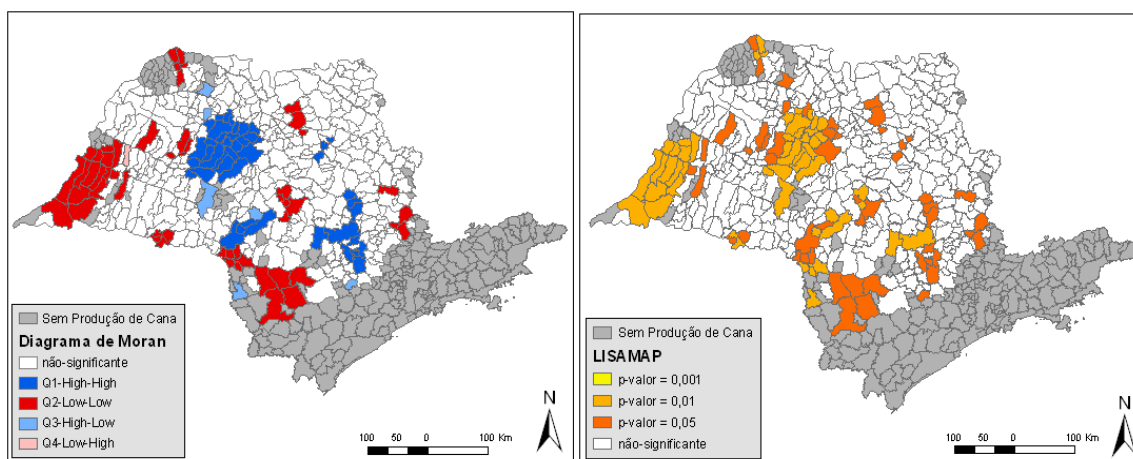 Sem Produção de Cana
Diagrama de Moran
não-significante
Q1-High-High
Q2-Low-Low
Q3-High-Low
Q4-Low-High
N
100 50 0 100 Km
Sem Produção de Cana
LISAMAP
p-valor = 0,001
p-valor = 0,01
p-valor = 0,05
não-significante
N
100 50 0 100 Km